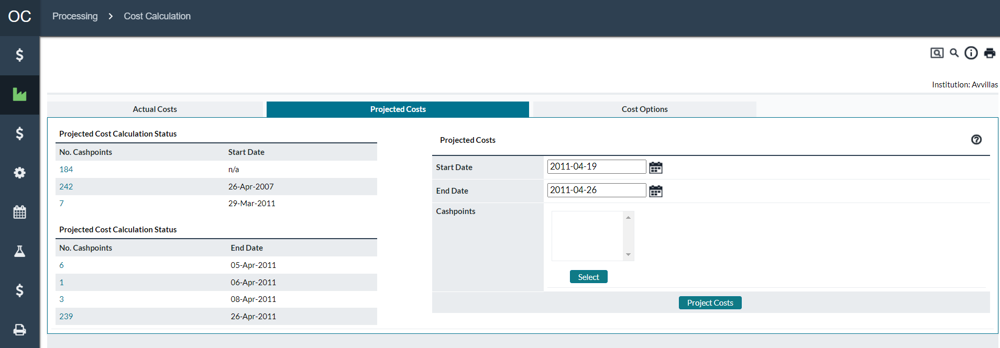 OC
Processing > Cost Calculation
Institution: Avvillas
Actual Costs
Projected Costs
Cost Options
Projected Cost Calculation Status
No. Cashpoints Start Date
184 n/a
242 26-Apr-2007
7 29-Mar-2011
Projected Cost Calculation Status
No. Cashpoints End Date
6 05-Apr-2011
1 06-Apr-2011
3 08-Apr-2011
239 26-Apr-2011
Projected Costs
Start Date 2011-04-19
End Date 2011-04-26
Cashpoints
Select
Project Costs